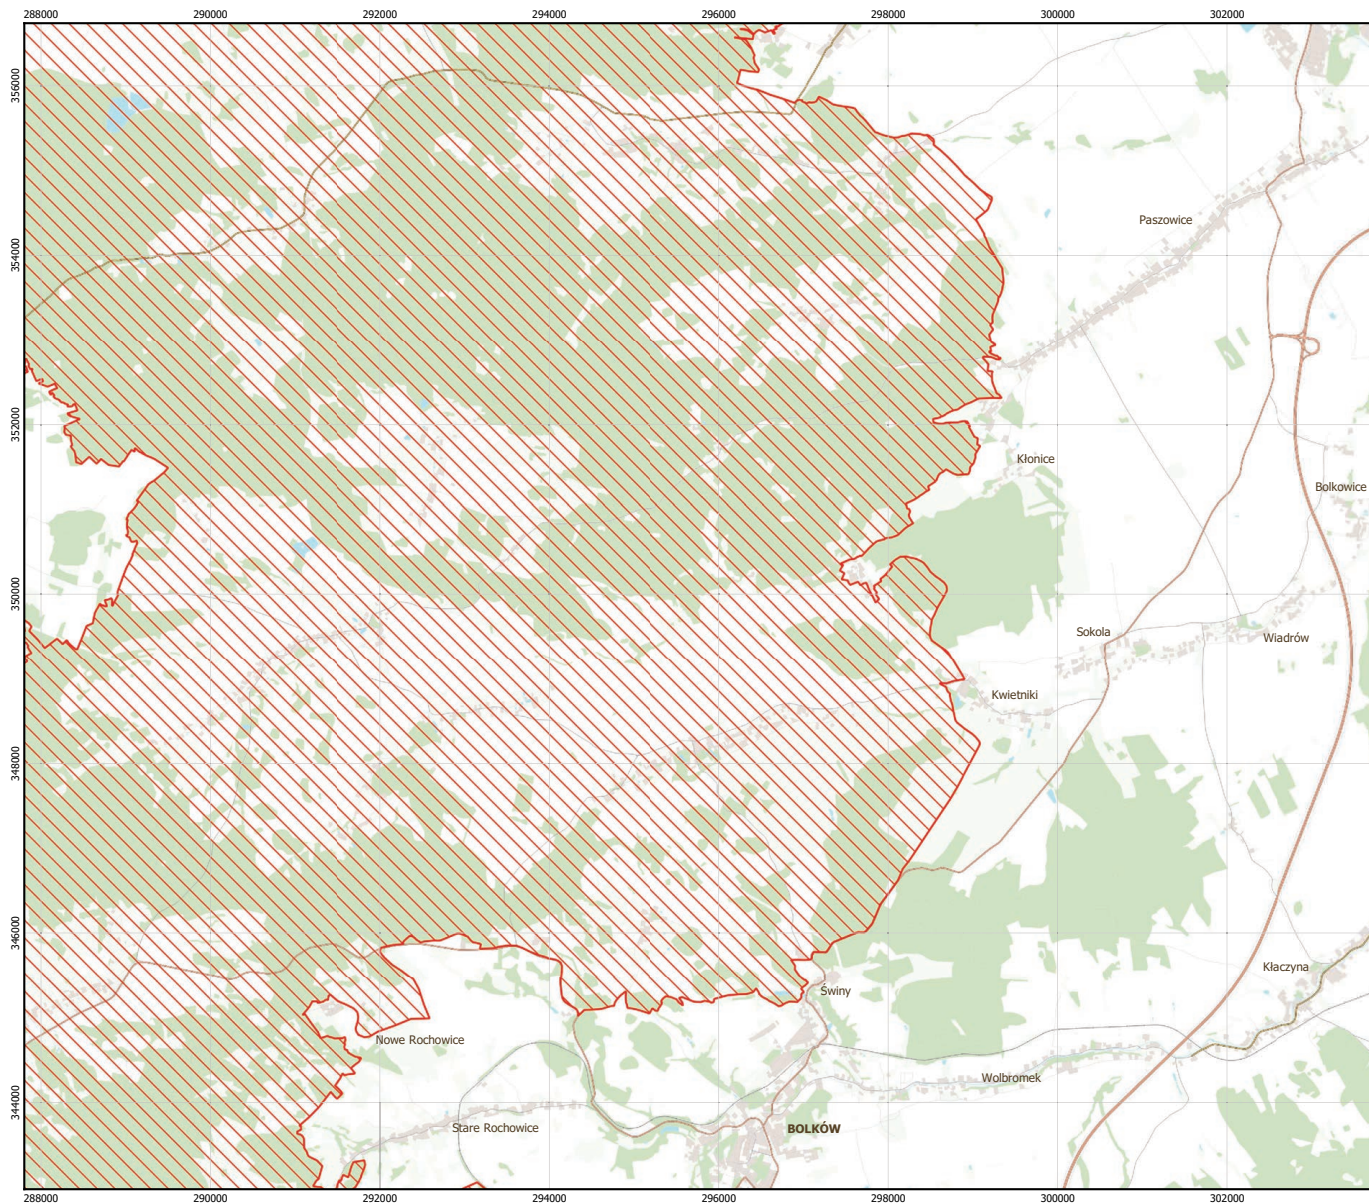 288000 290000 292000 294000 296000 298000 300000 302000
356000
Paszowice
354000
352000
Kłonice
Bolkowice
350000
Sokola
Wiadrów
Kwietniki
348000
346000
Kłaczyna
Świny
Nowe Rochowice
Wolbromek
344000
Stare Rochowice
BOLKÓW
288000 290000 292000 294000 296000 298000 300000 302000